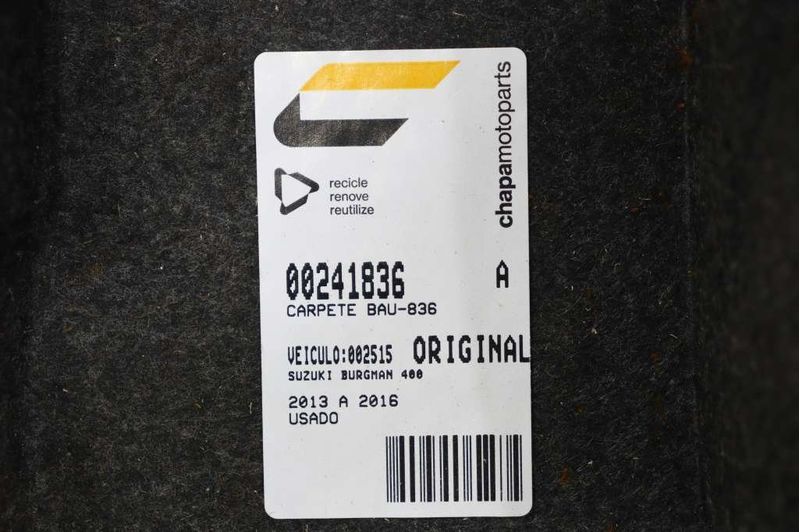 chapamotoparts
recicle
renove
reutilize
00241836 A
CARPETE BAU-836
VEICULO:002515 ORIGINAL
SUZUKI BURGMAN 400
2013 A 2016
USADO